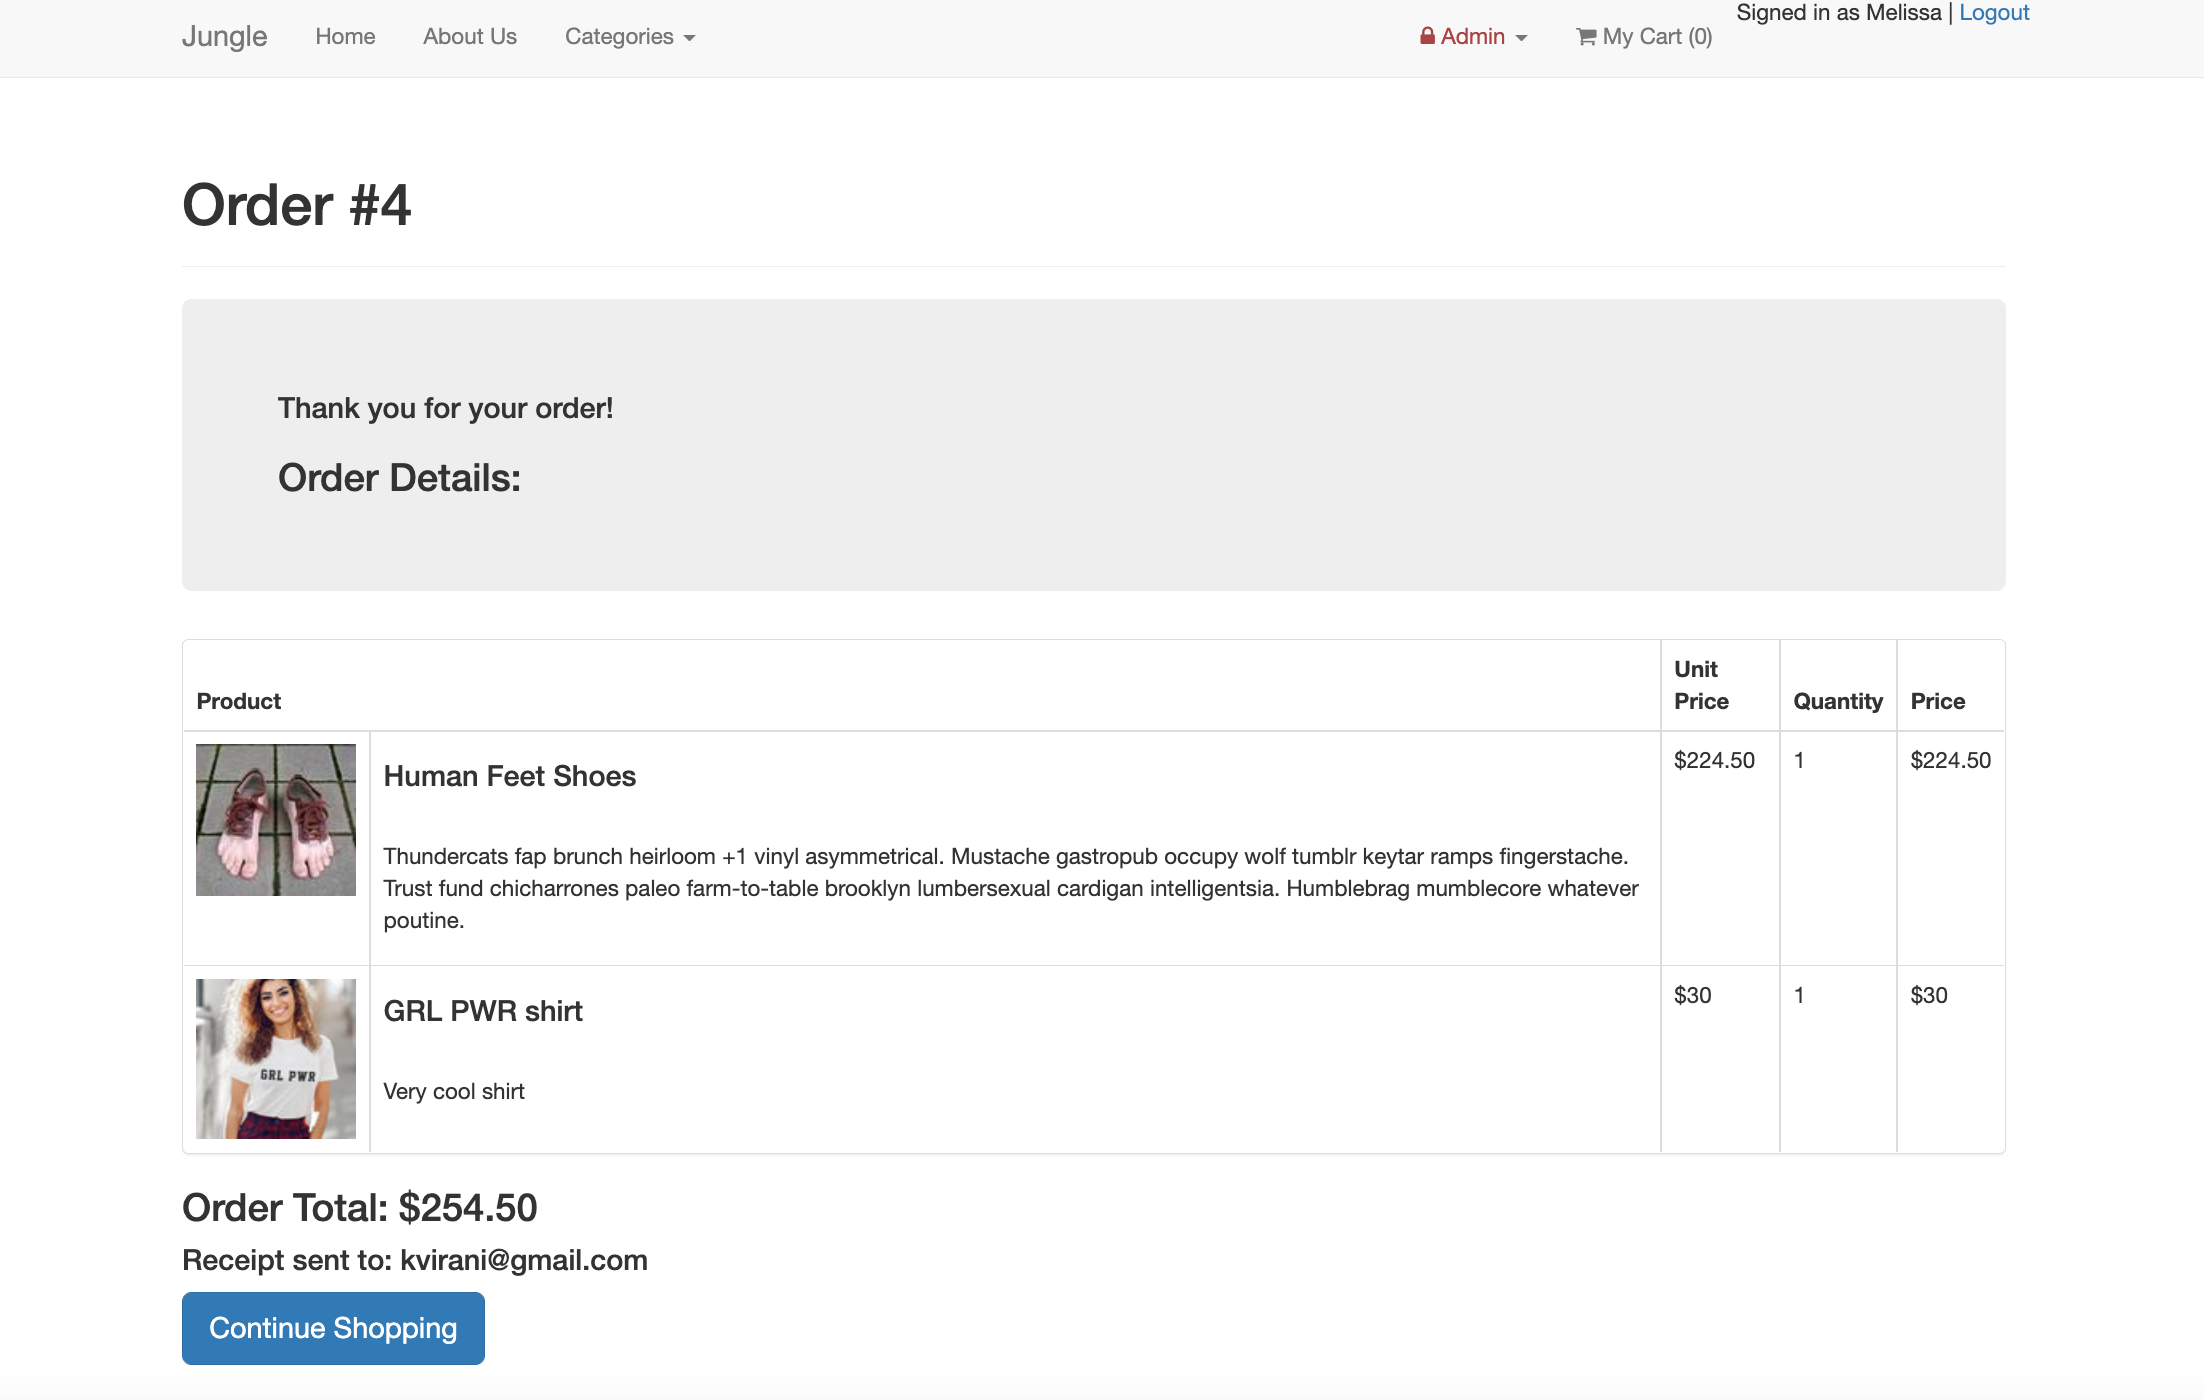 Jungle Home About Us Categories Admin My Cart (0) Signed in as Melissa | Logout
Order #4
Thank you for your order!
Order Details:
Product Unit Price Quantity Price
Human Feet Shoes $224.50 1 $224.50
Thundercats fap brunch heirloom +1 vinyl asymmetrical. Mustache gastropub occupy wolf tumblr keytar ramps fingerstache.
Trust fund chicharrones paleo farm-to-table brooklyn lumbersexual cardigan intelligentsia. Humblebrag mumblecore whatever
poutine.
GRL PWR shirt $30 1 $30
GRL PWR
Very cool shirt
Order Total: $254.50
Receipt sent to: kvirani@gmail.com
Continue Shopping